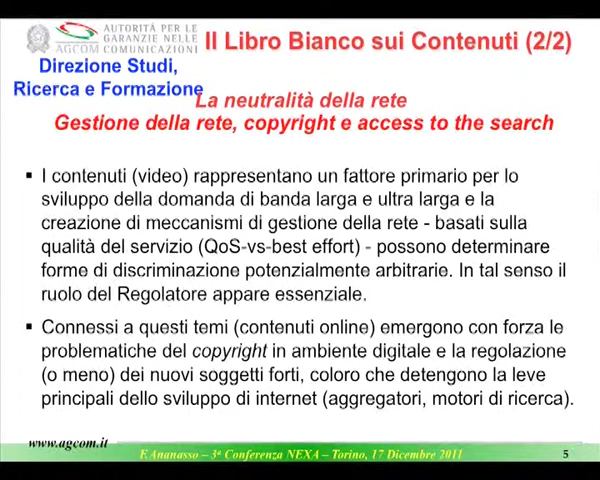 AUTORITÀ PER LE
GARANZIE NELLE
AGCOM COMUNICAZIONI
Il Libro Bianco sui Contenuti (2/2)
Direzione Studi,
Ricerca e Formazione
La neutralità della rete
Gestione della rete, copyright e access to the search
▪ I contenuti (video) rappresentano un fattore primario per lo
sviluppo della domanda di banda larga e ultra larga e la
creazione di meccanismi di gestione della rete - basati sulla
qualità del servizio (QoS-vs-best effort) - possono determinare
forme di discriminazione potenzialmente arbitrarie. In tal senso il
ruolo del Regolatore appare essenziale.
▪ Connessi a questi temi (contenuti online) emergono con forza le
problematiche del copyright in ambiente digitale e la regolazione
(o meno) dei nuovi soggetti forti, coloro che detengono la leve
principali dello sviluppo di internet (aggregatori, motori di ricerca).
www.agcom.it
F. Ananasso – 3ª Conferenza NEXA – Torino, 17 Dicembre 2011
5